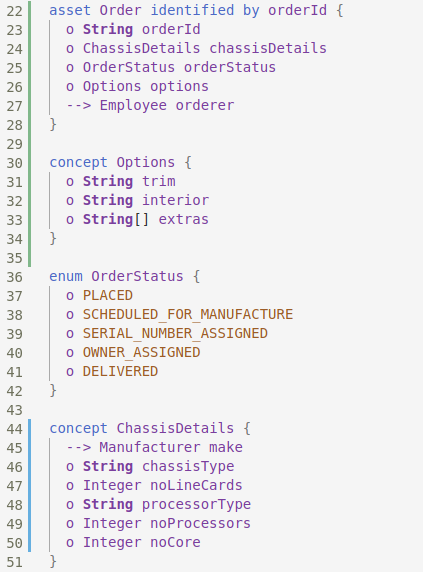 22 asset Order identified by orderId {
23   o String orderId
24   o ChassisDetails chassisDetails
25   o OrderStatus orderStatus
26   o Options options
27   --> Employee orderer
28 }
29
30 concept Options {
31   o String trim
32   o String interior
33   o String[] extras
34 }
35
36 enum OrderStatus {
37   o PLACED
38   o SCHEDULED_FOR_MANUFACTURE
39   o SERIAL_NUMBER_ASSIGNED
40   o OWNER_ASSIGNED
41   o DELIVERED
42 }
43
44 concept ChassisDetails {
45   --> Manufacturer make
46   o String chassisType
47   o Integer noLineCards
48   o String processorType
49   o Integer noProcessors
50   o Integer noCore
51 }